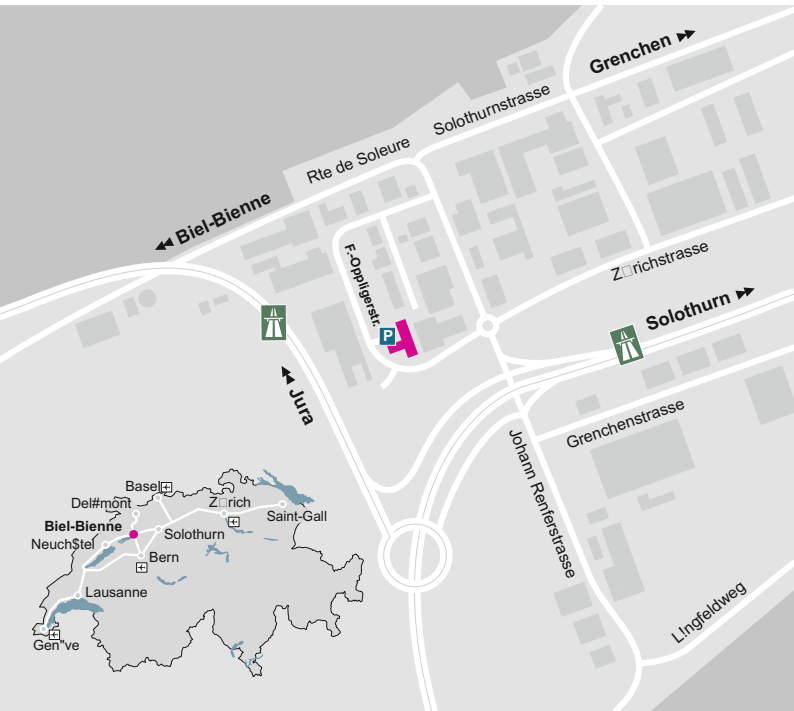 Grenchen
Solothurnstrasse
Rte de Soleure
Biel-Bienne
F.-Oppligerstr.
Z□richstrasse
P
Solothurn
Jura
Grenchenstrasse
Johann Renferstrasse
L!ngfeldweg
Basel
Del#mont
Z□rich
Saint-Gall
Biel-Bienne
Solothurn
Neuch$tel
Bern
Lausanne
Gen"ve